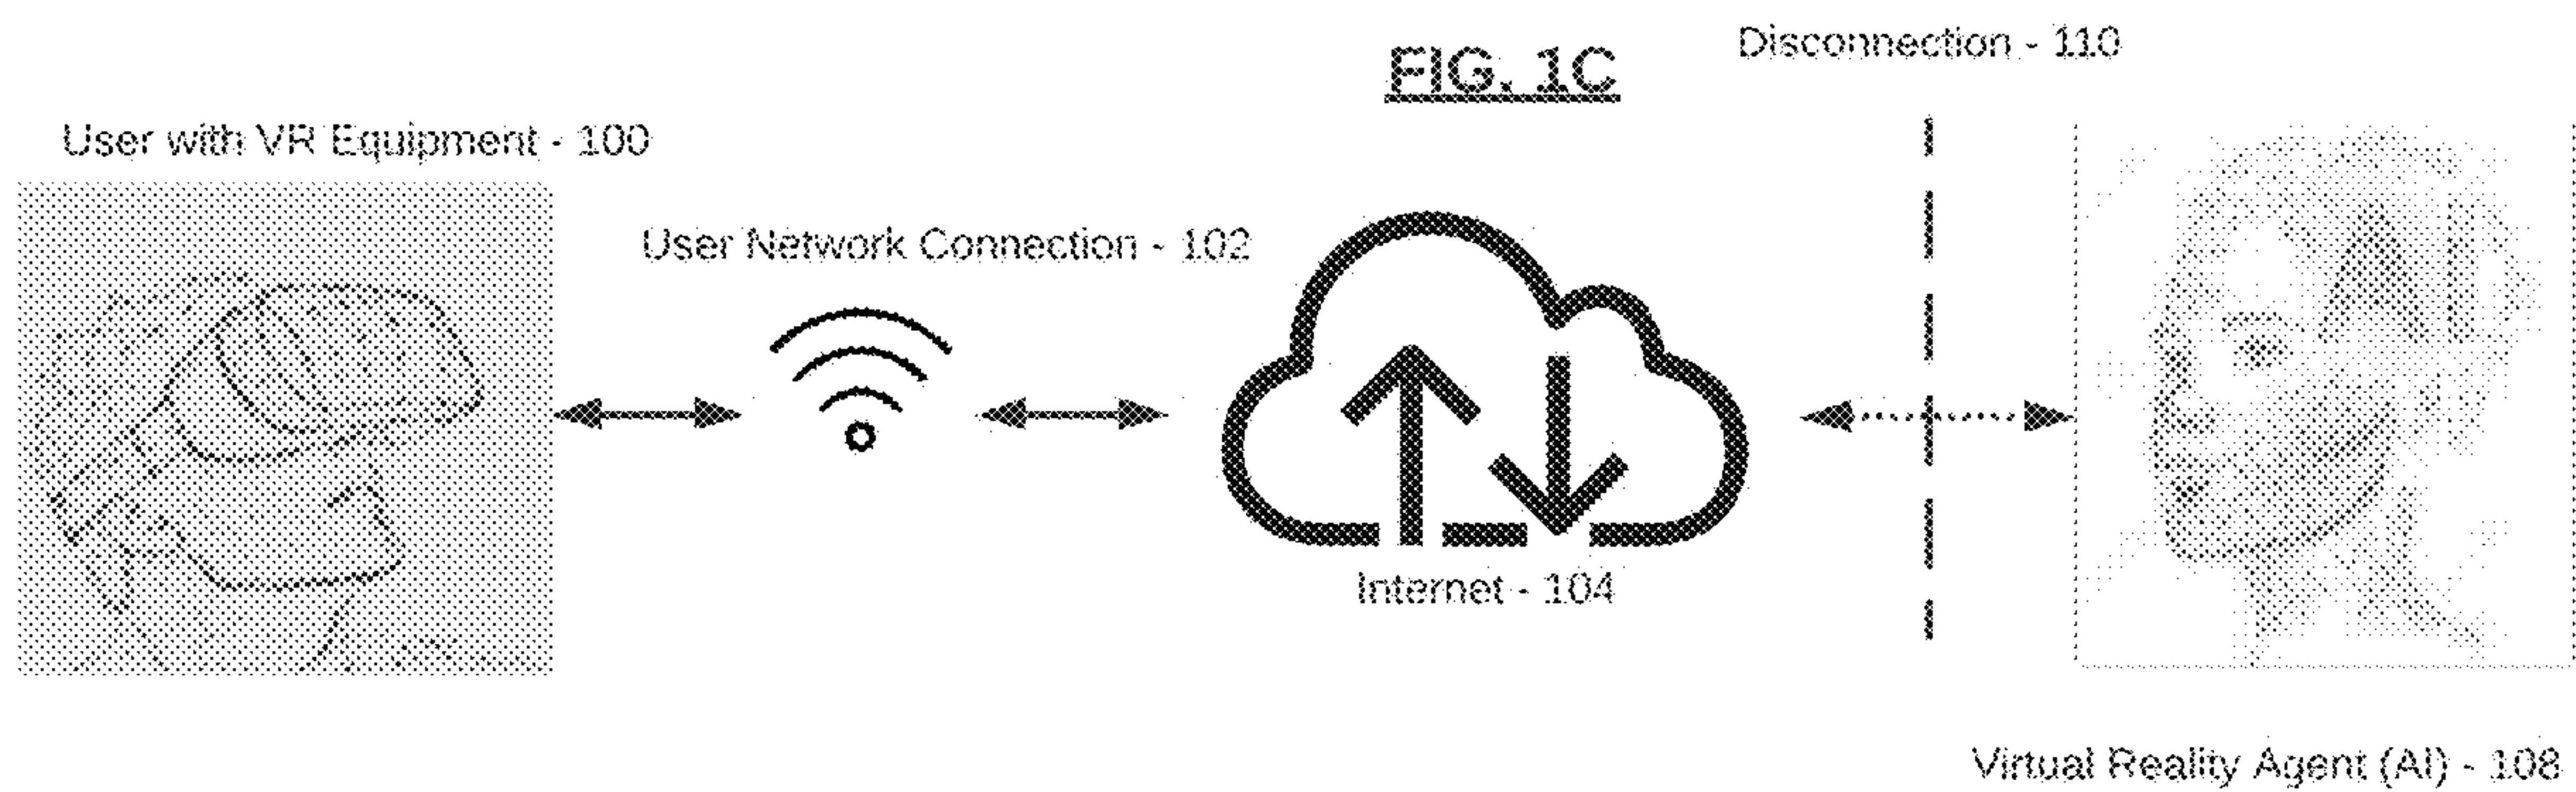 FIG. 1C
Disconnection - 110
User with VR Equipment - 100
User Network Connection - 102
Internet - 104
Virtual Reality Agent (AI) - 108